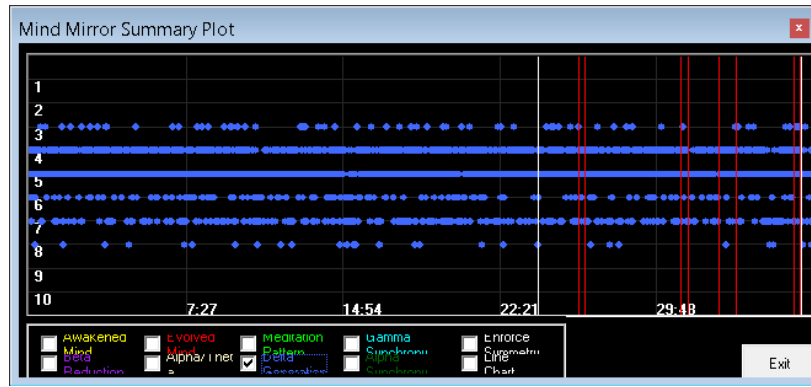 Mind Mirror Summary Plot
x
1
2
3
4
5
6
7
8
9
10
7:27 14:54 22:21 29:48
Awakened Mind Evolved Mind Meditation Pattern Gamma Synchrony Enforce Symmetry
Beta Reduction Alpha/Thet a Delta Generation Alpha Synchrony Line Chart
Exit